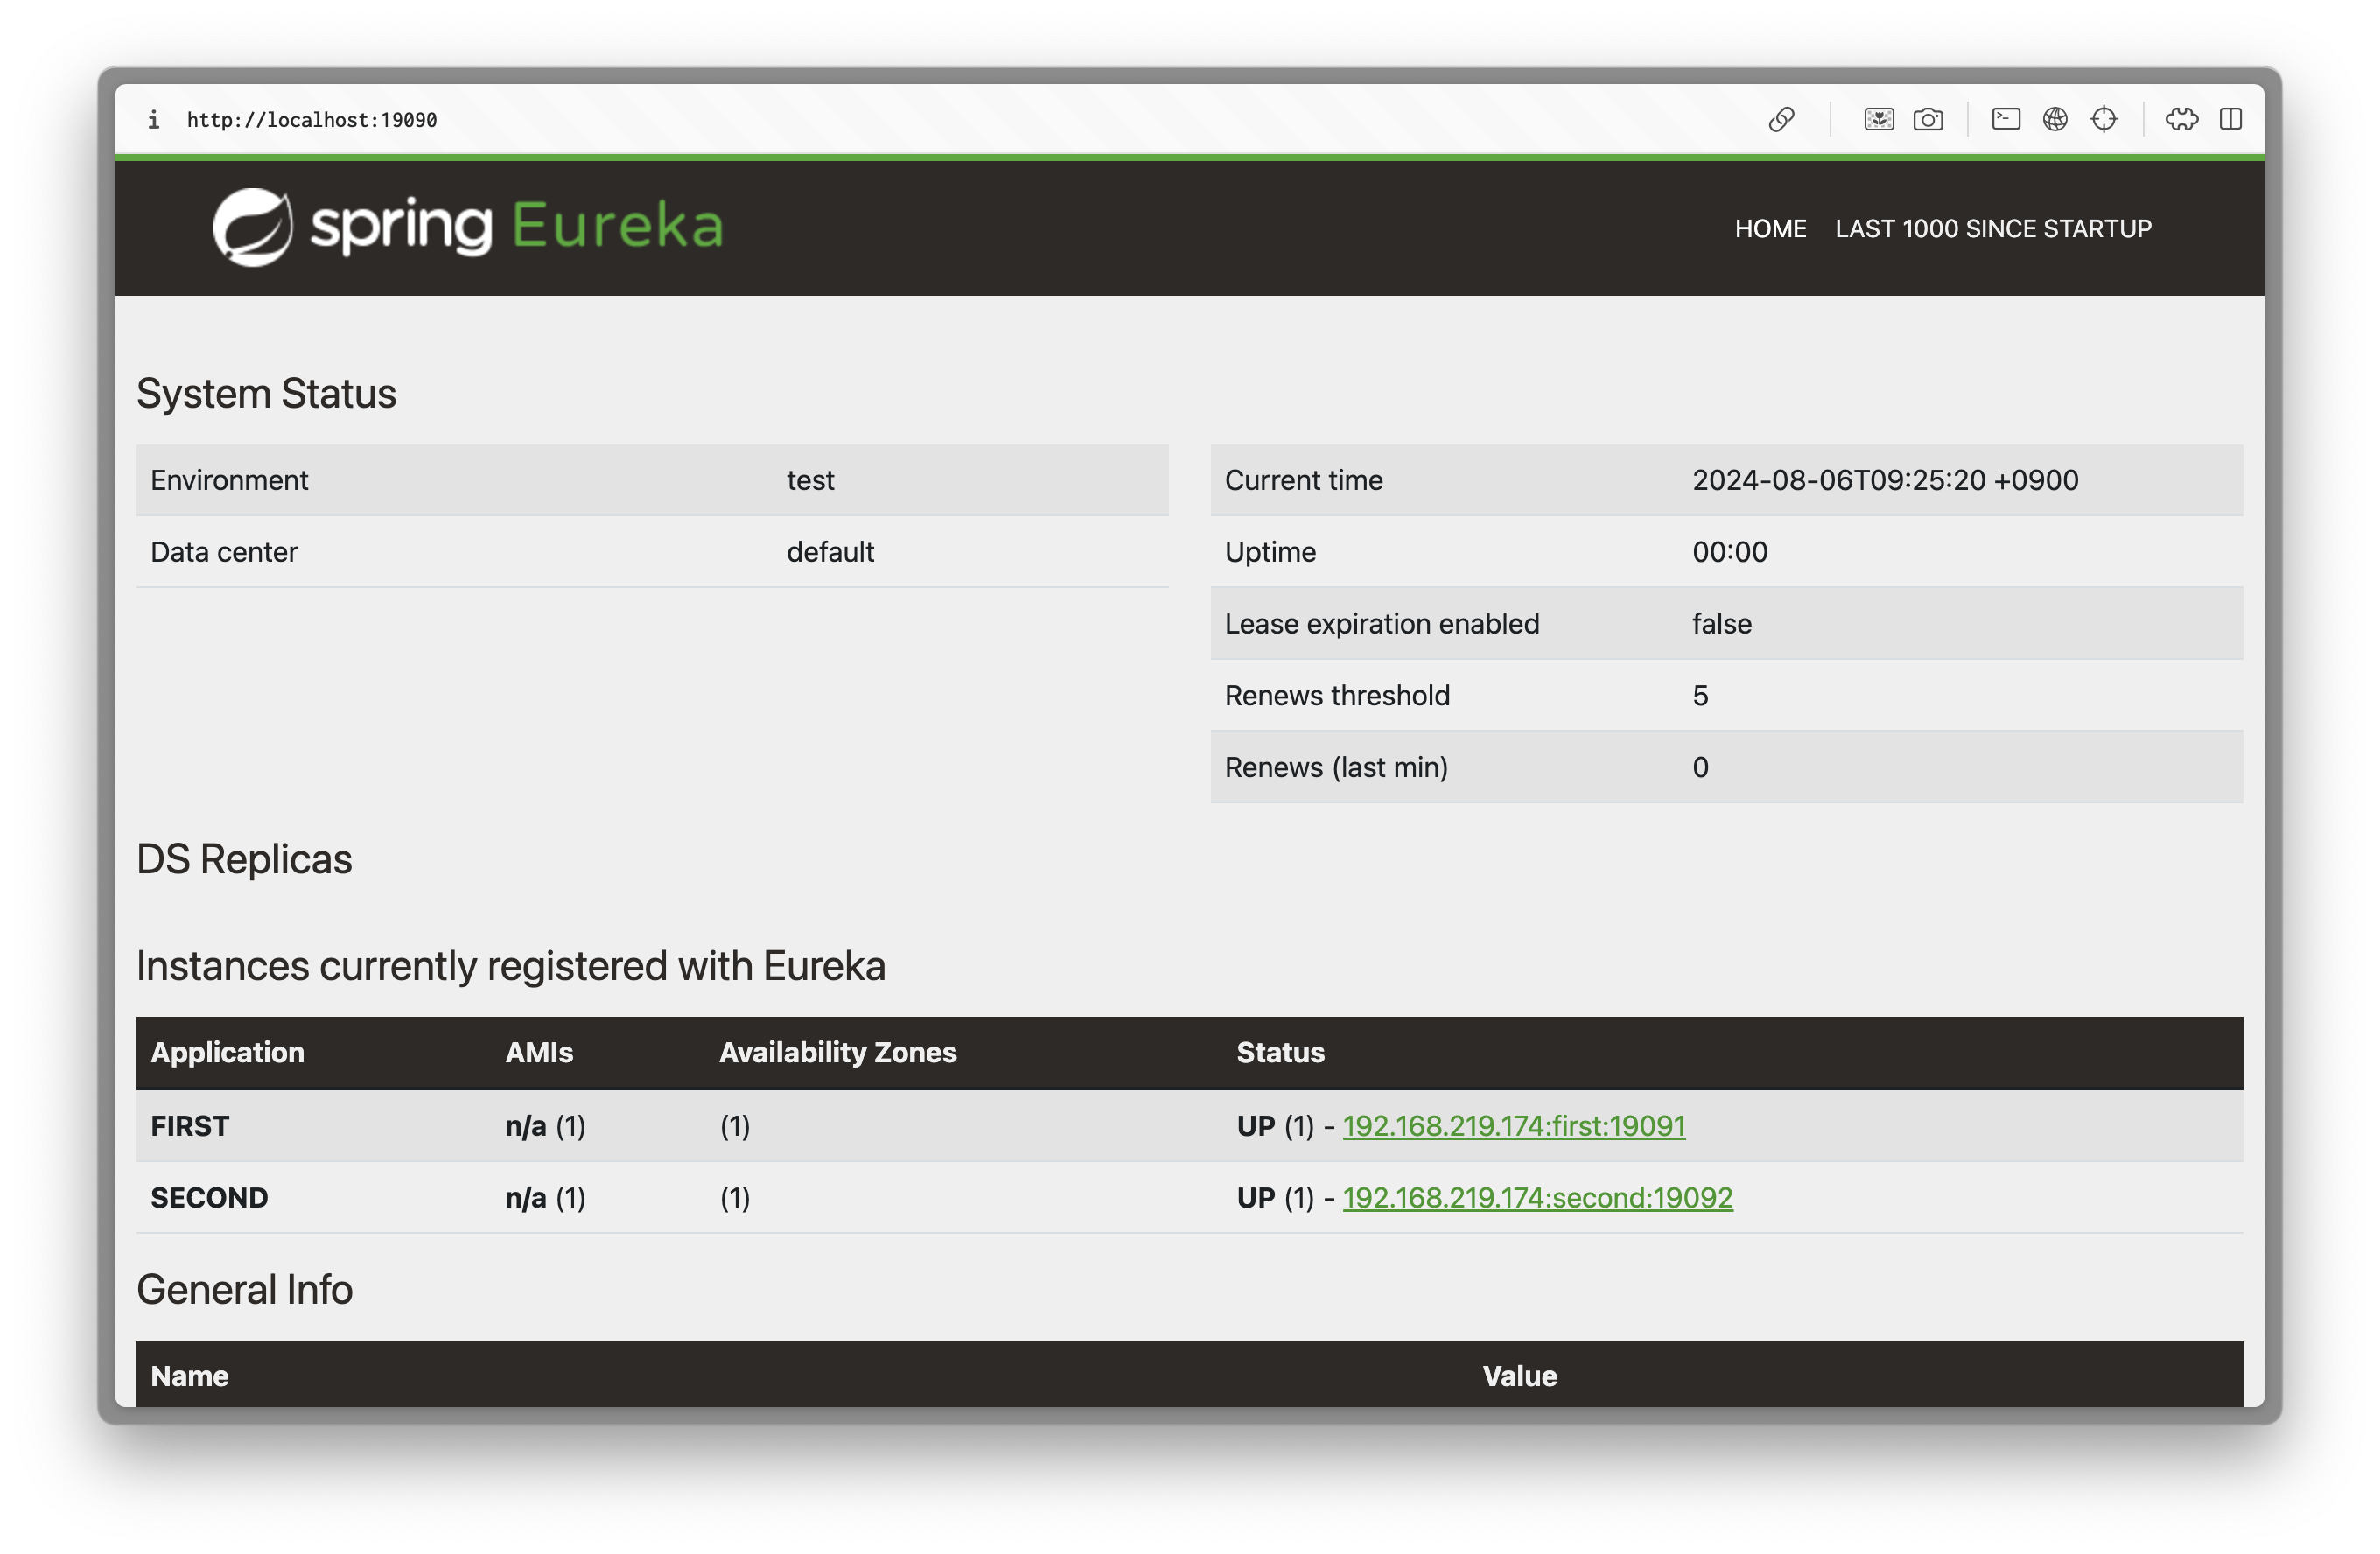 i http://localhost:19090
spring Eureka
HOME LAST 1000 SINCE STARTUP
System Status
Environment test
Data center default
Current time 2024-08-06T09:25:20 +0900
Uptime 00:00
Lease expiration enabled false
Renews threshold 5
Renews (last min) 0
DS Replicas
Instances currently registered with Eureka
Application AMIs Availability Zones Status
FIRST n/a (1) (1) UP (1) - 192.168.219.174:first:19091
SECOND n/a (1) (1) UP (1) - 192.168.219.174:second:19092
General Info
Name Value